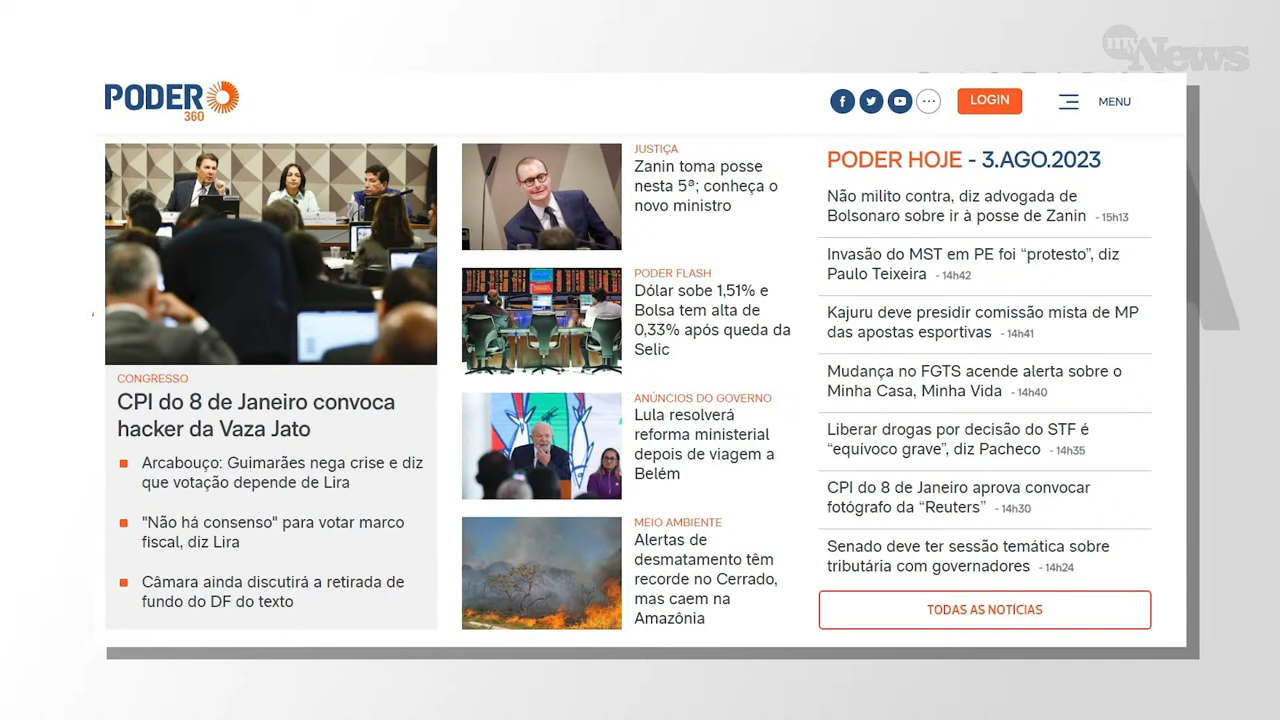 my News
PODER
360
LOGIN
MENU
CONGRESSO
CPI do 8 de Janeiro convoca
hacker da Vaza Jato
Arcabouço: Guimarães nega crise e diz
que votação depende de Lira
"Não há consenso" para votar marco
fiscal, diz Lira
Câmara ainda discutirá a retirada de
fundo do DF do texto
JUSTIÇA
Zanin toma posse
nesta 5ª; conheça o
novo ministro
PODER FLASH
Dólar sobe 1,51% e
Bolsa tem alta de
0,33% após queda da
Selic
ANÚNCIOS DO GOVERNO
Lula resolverá
reforma ministerial
depois de viagem a
Belém
MEIO AMBIENTE
Alertas de
desmatamento têm
recorde no Cerrado,
mas caem na
Amazônia
PODER HOJE - 3.AGO.2023
Não milito contra, diz advogada de
Bolsonaro sobre ir à posse de Zanin - 15h13
Invasão do MST em PE foi “protesto”, diz
Paulo Teixeira - 14h42
Kajuru deve presidir comissão mista de MP
das apostas esportivas - 14h41
Mudança no FGTS acende alerta sobre o
Minha Casa, Minha Vida - 14h40
Liberar drogas por decisão do STF é
“equívoco grave”, diz Pacheco - 14h35
CPI do 8 de Janeiro aprova convocar
fotógrafo da “Reuters” - 14h30
Senado deve ter sessão temática sobre
tributária com governadores - 14h24
TODAS AS NOTÍCIAS